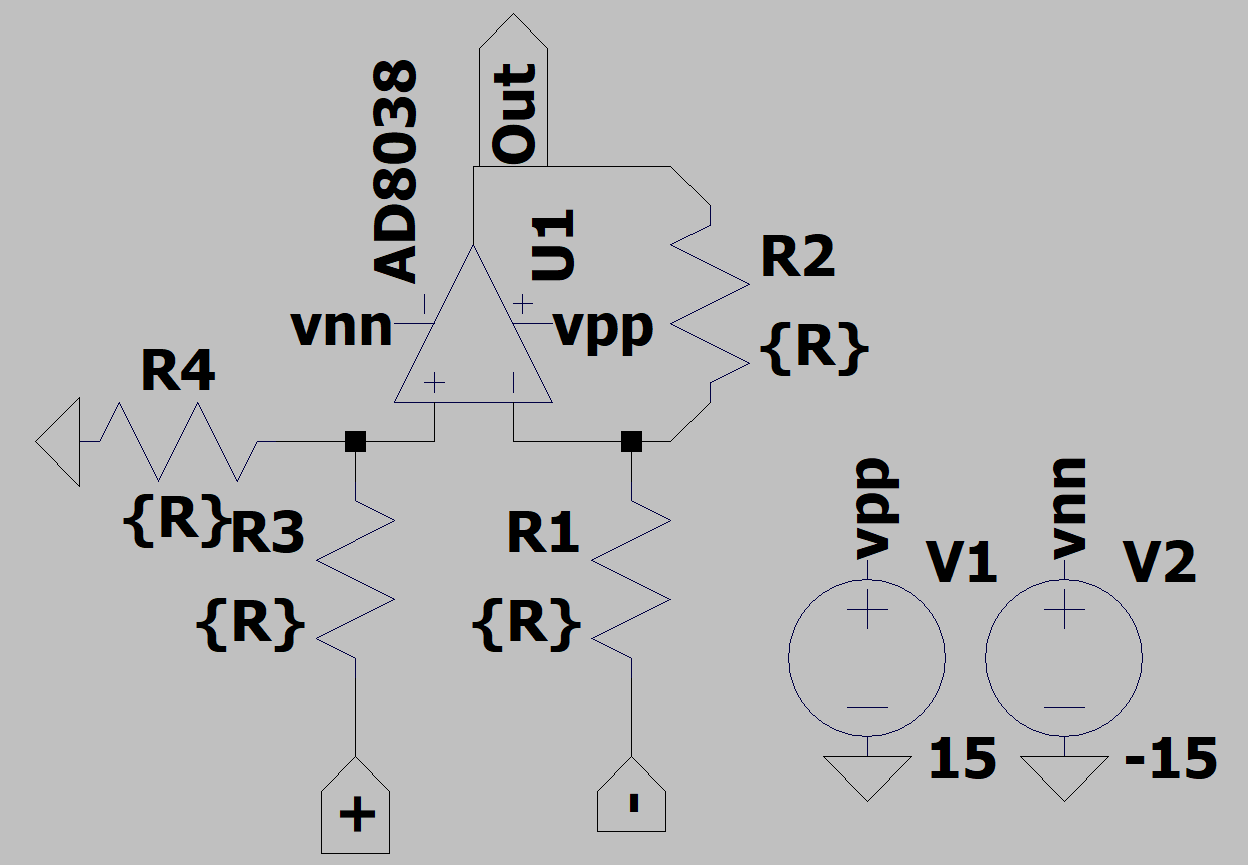 Out
AD8038
U1
R2
vnn
vpp
{R}
R4
{R}
R3
R1
{R}
{R}
vpp
V1
vnn
V2
15
-15
+
-